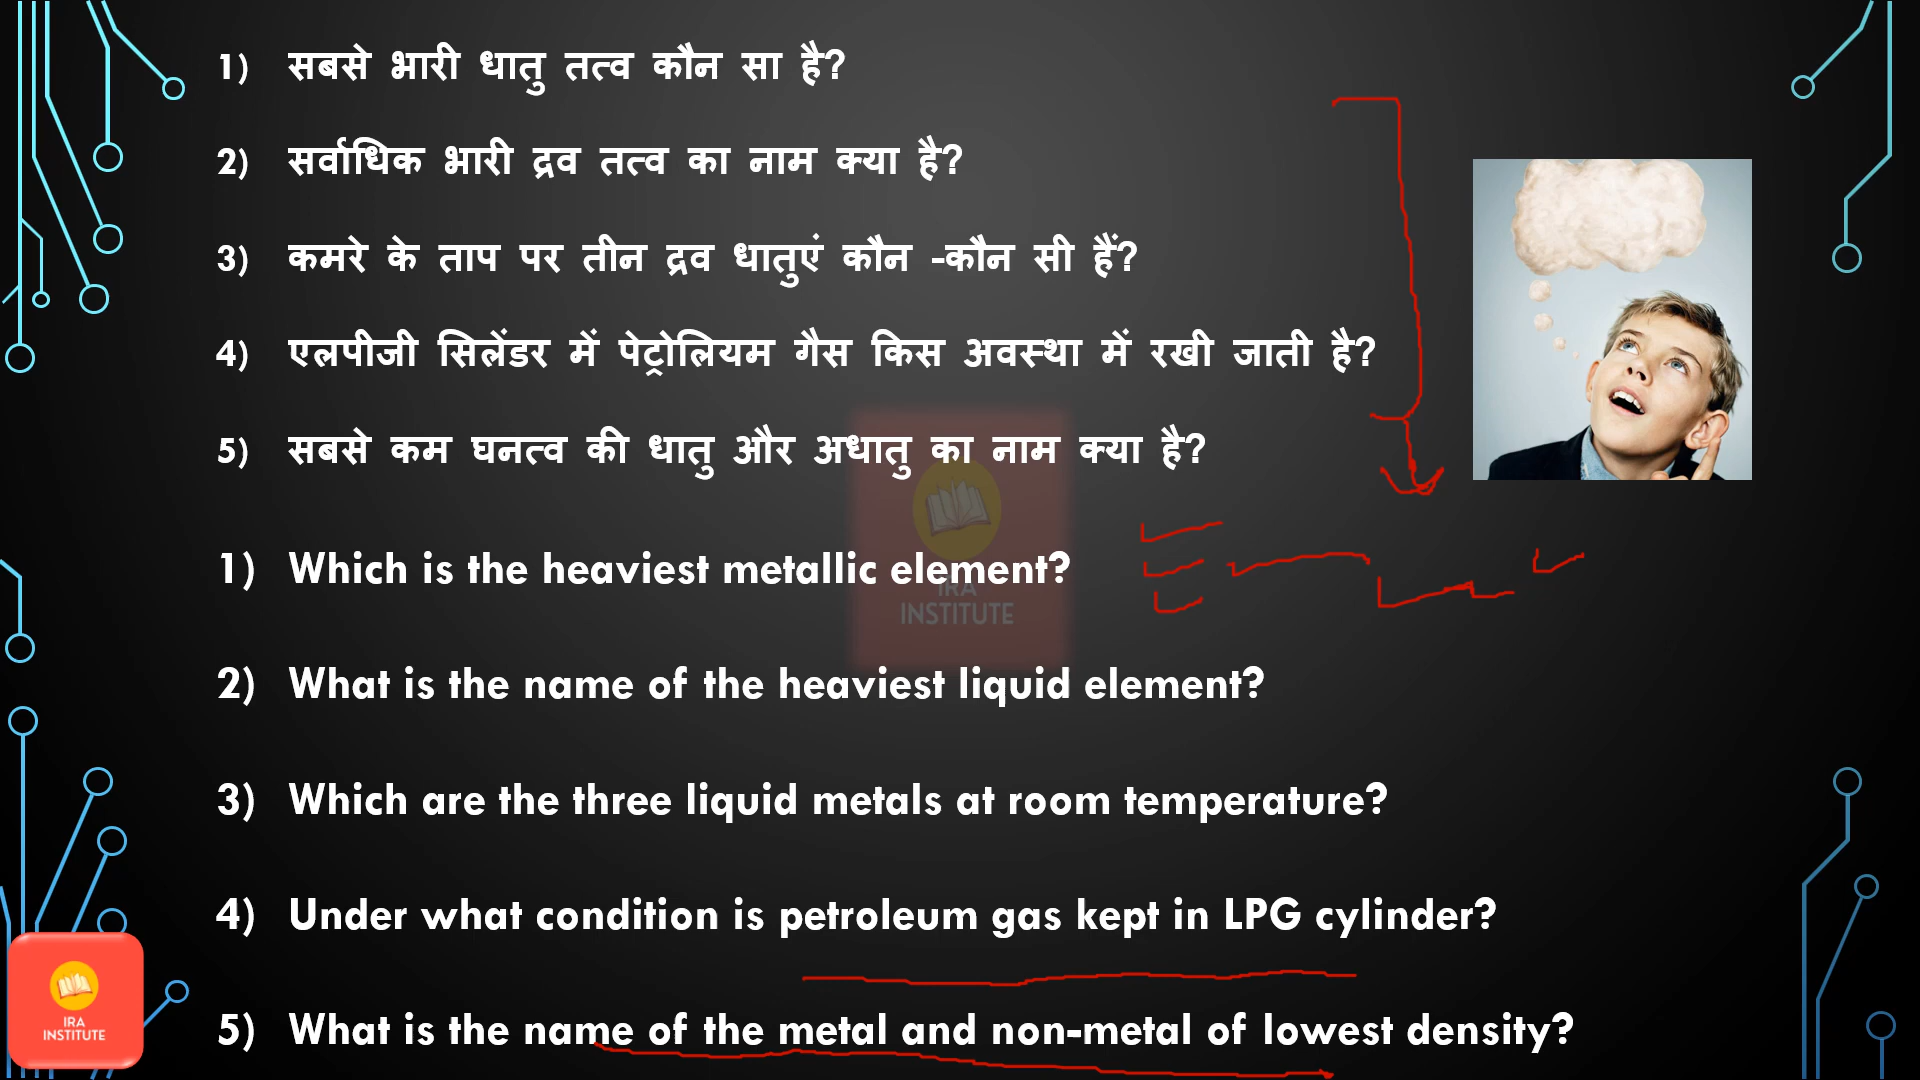 1) सबसे भारी धातु तत्व कौन सा है?
2) सर्वाधिक भारी द्रव तत्व का नाम क्या है?
3) कमरे के ताप पर तीन द्रव धातुएं कौन -कौन सी हैं?
4) एलपीजी सिलेंडर में पेट्रोलियम गैस किस अवस्था में रखी जाती है?
5) सबसे कम घनत्व की धातु और अधातु का नाम क्या है?
1) Which is the heaviest metallic element?
IRA
INSTITUTE
2) What is the name of the heaviest liquid element?
3) Which are the three liquid metals at room temperature?
4) Under what condition is petroleum gas kept in LPG cylinder?
5) What is the name of the metal and non-metal of lowest density?
IRA
INSTITUTE